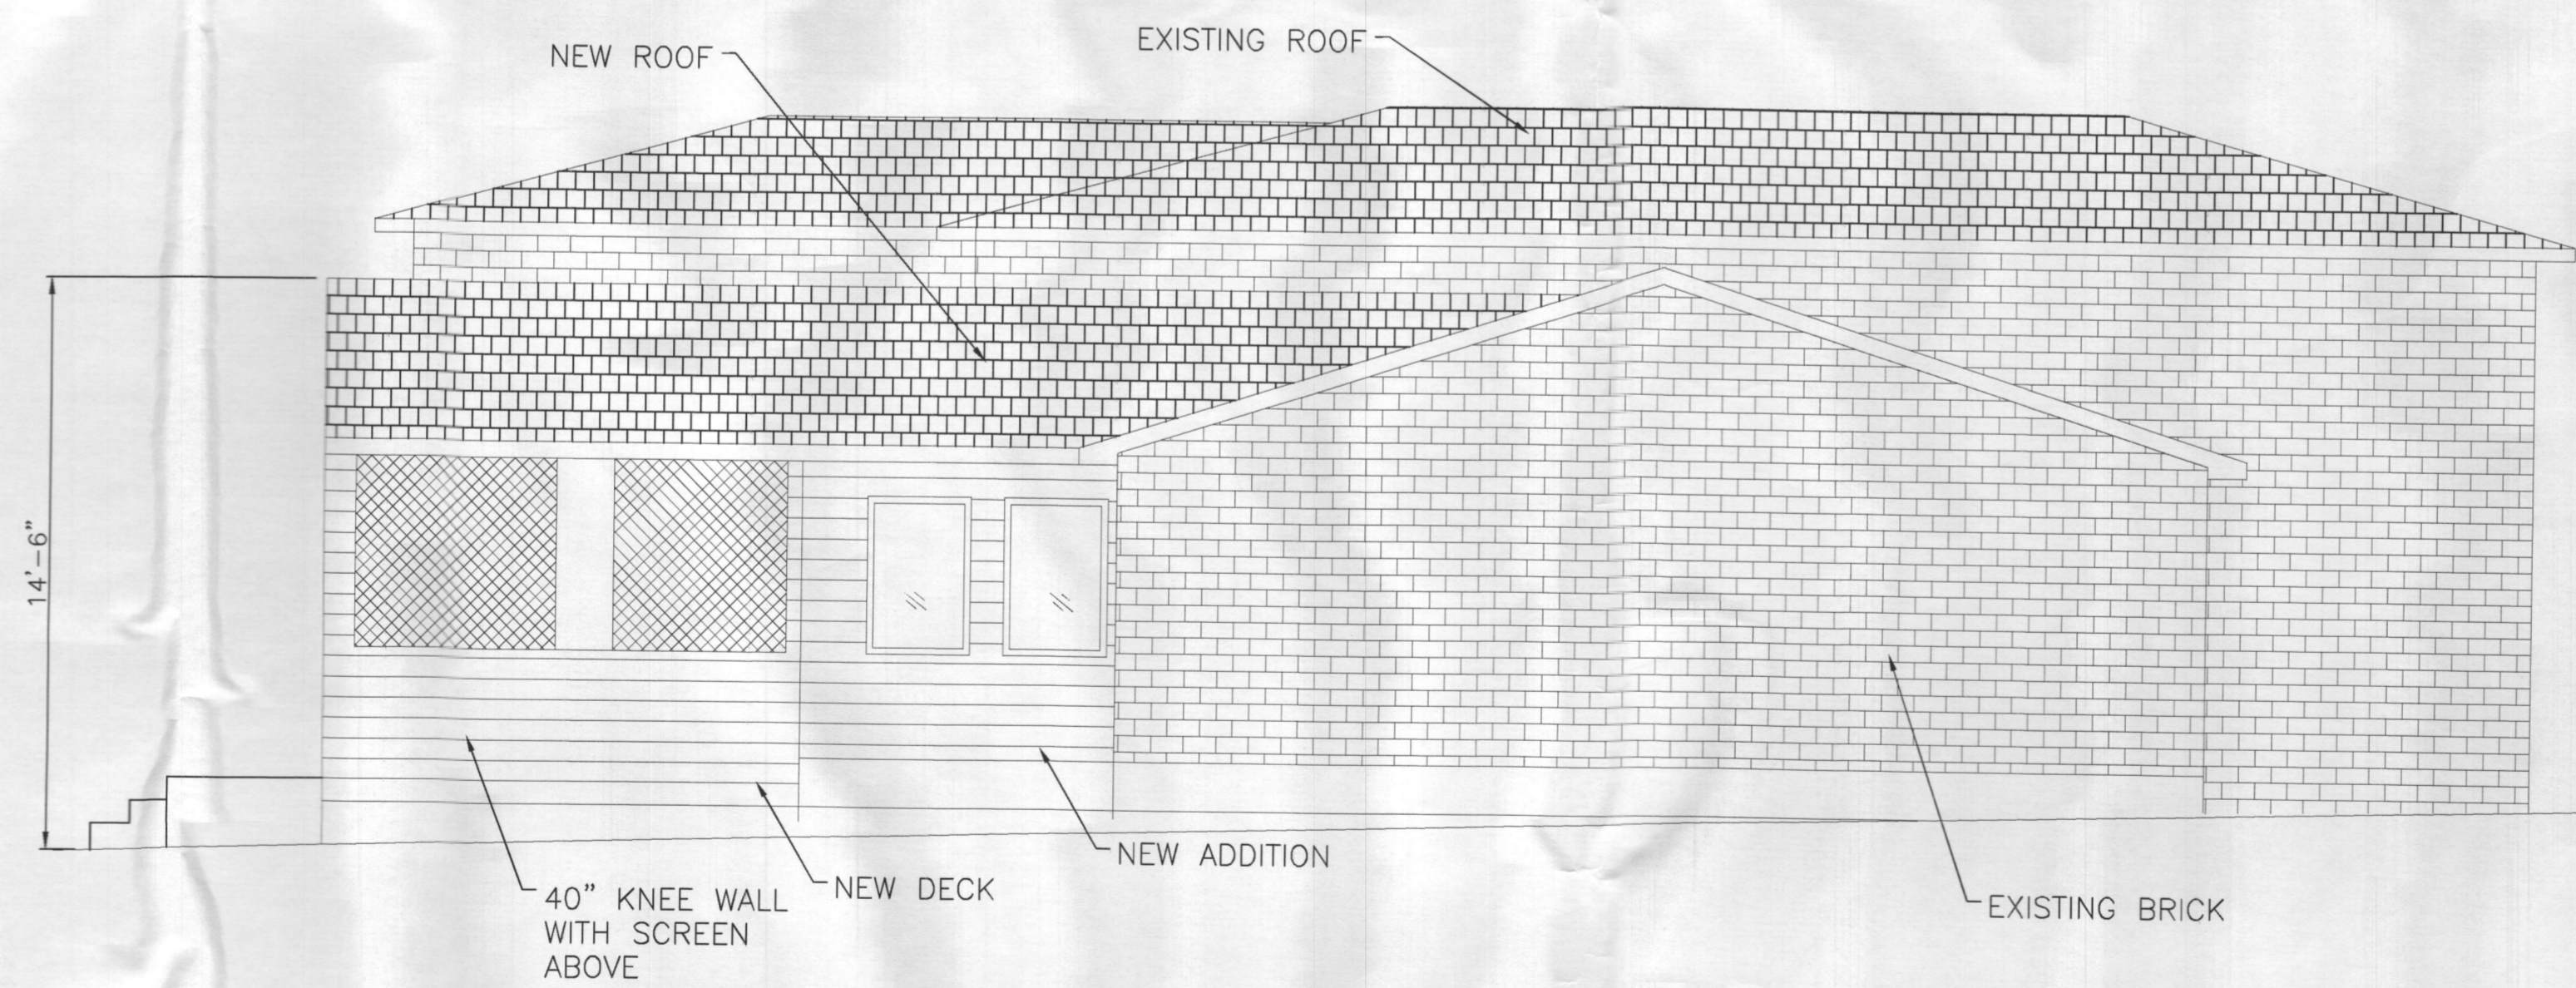 NEW ROOF
EXISTING ROOF
14'-6"
NEW ADDITION
NEW DECK
40" KNEE WALL
WITH SCREEN
ABOVE
EXISTING BRICK